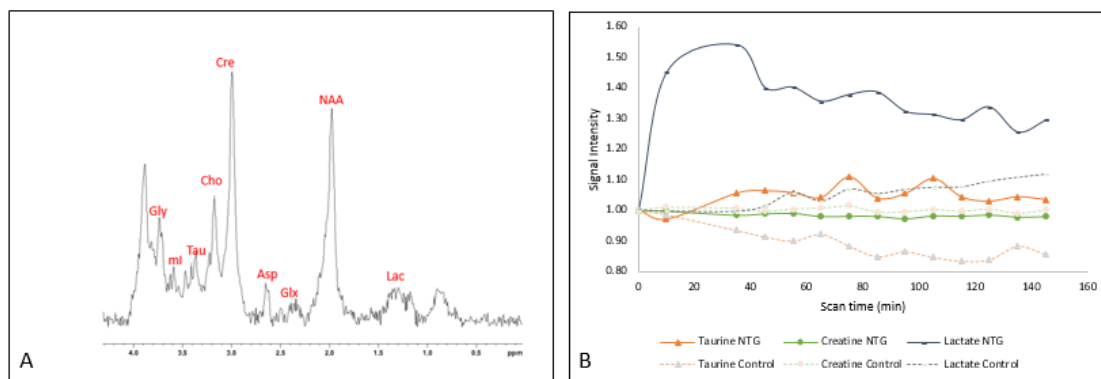 Cre
NAA
Cho
Gly
Tau
mI
Asp
Glx
Lac
4.0 3.5 3.0 2.5 2.0 1.5 1.0 0.5 ppm
A
1.60
1.50
1.40
1.30
1.20
1.10
1.00
0.90
0.80
Signal Intensity
0 20 40 60 80 100 120 140 160
Scan time (min)
Taurine NTG Creatine NTG Lactate NTG
Taurine Control Creatine Control Lactate Control
B